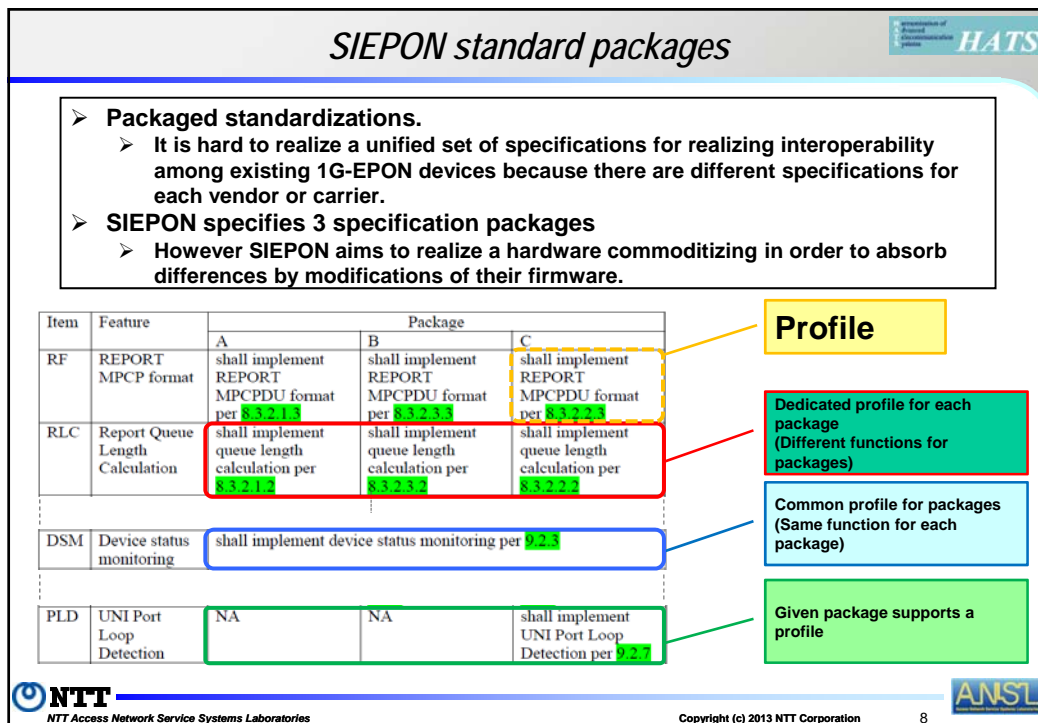 SIEPON standard packages
HATS
➢ Packaged standardizations.
➢ It is hard to realize a unified set of specifications for realizing interoperability
among existing 1G-EPON devices because there are different specifications for
each vendor or carrier.
➢ SIEPON specifies 3 specification packages
➢ However SIEPON aims to realize a hardware commoditizing in order to absorb
differences by modifications of their firmware.
Item Feature Package
A B C
RF REPORT MPCP format
shall implement REPORT MPCPDU format per 8.3.2.1.3
shall implement REPORT MPCPDU format per 8.3.2.3.3
shall implement REPORT MPCPDU format per 8.3.2.2.3
RLC Report Queue Length Calculation
shall implement queue length calculation per 8.3.2.1.2
shall implement queue length calculation per 8.3.2.3.2
shall implement queue length calculation per 8.3.2.2.2
DSM Device status monitoring
shall implement device status monitoring per 9.2.3
PLD UNI Port Loop Detection
NA
NA
shall implement UNI Port Loop Detection per 9.2.7
Profile
Dedicated profile for each
package
(Different functions for
packages)
Common profile for packages
(Same function for each
package)
Given package supports a
profile
NTT
NTT Access Network Service Systems Laboratories
Copyright (c) 2013 NTT Corporation
8
ANSL